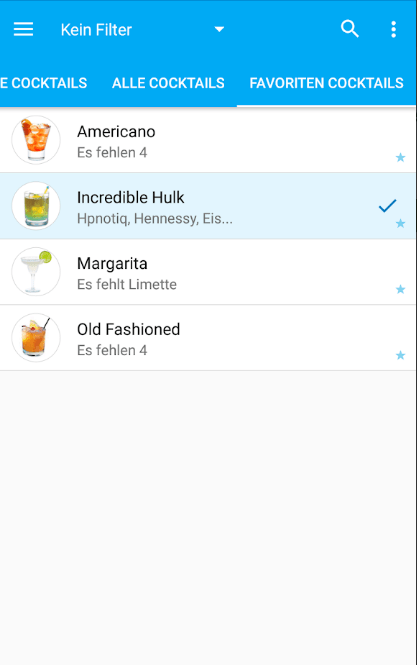 Kein Filter
E COCKTAILS ALLE COCKTAILS FAVORITEN COCKTAILS
Americano
Es fehlen 4
Incredible Hulk
Hpnotiq, Hennessy, Eis...
Margarita
Es fehlt Limette
Old Fashioned
Es fehlen 4